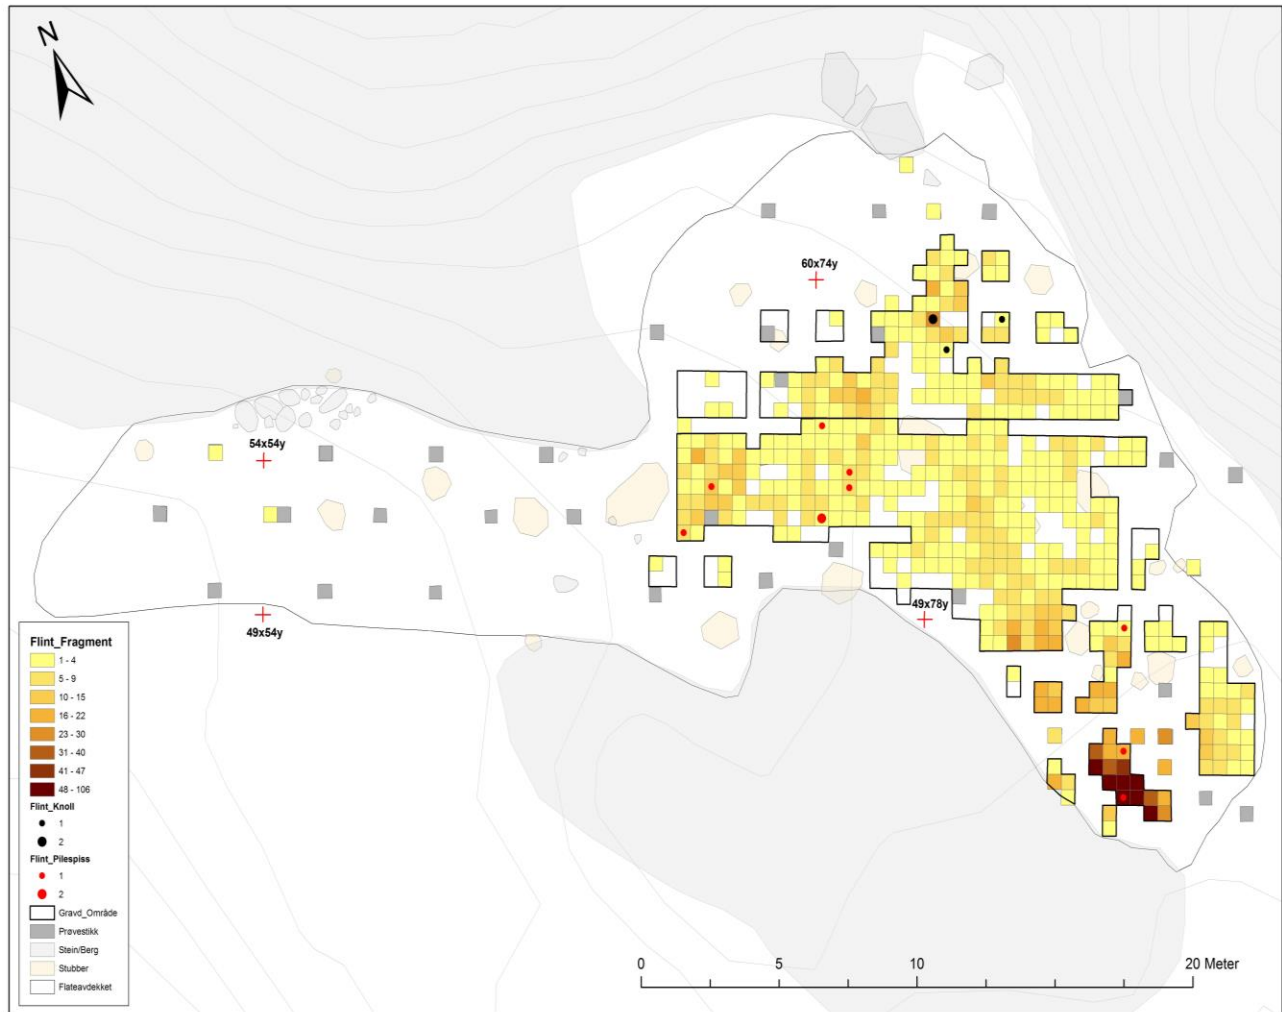 N
60x74y
54x54y
49x54y
49x78y
Flint_Fragment
1 - 4
5 - 9
10 - 15
16 - 22
23 - 30
31 - 40
41 - 47
48 - 106
Flint_Knoll
1
2
Flint_Pilespiss
1
2
Gravd_Område
Prøvestikk
Stein/Berg
Stubber
Flateavdekket
0 5 10 20 Meter